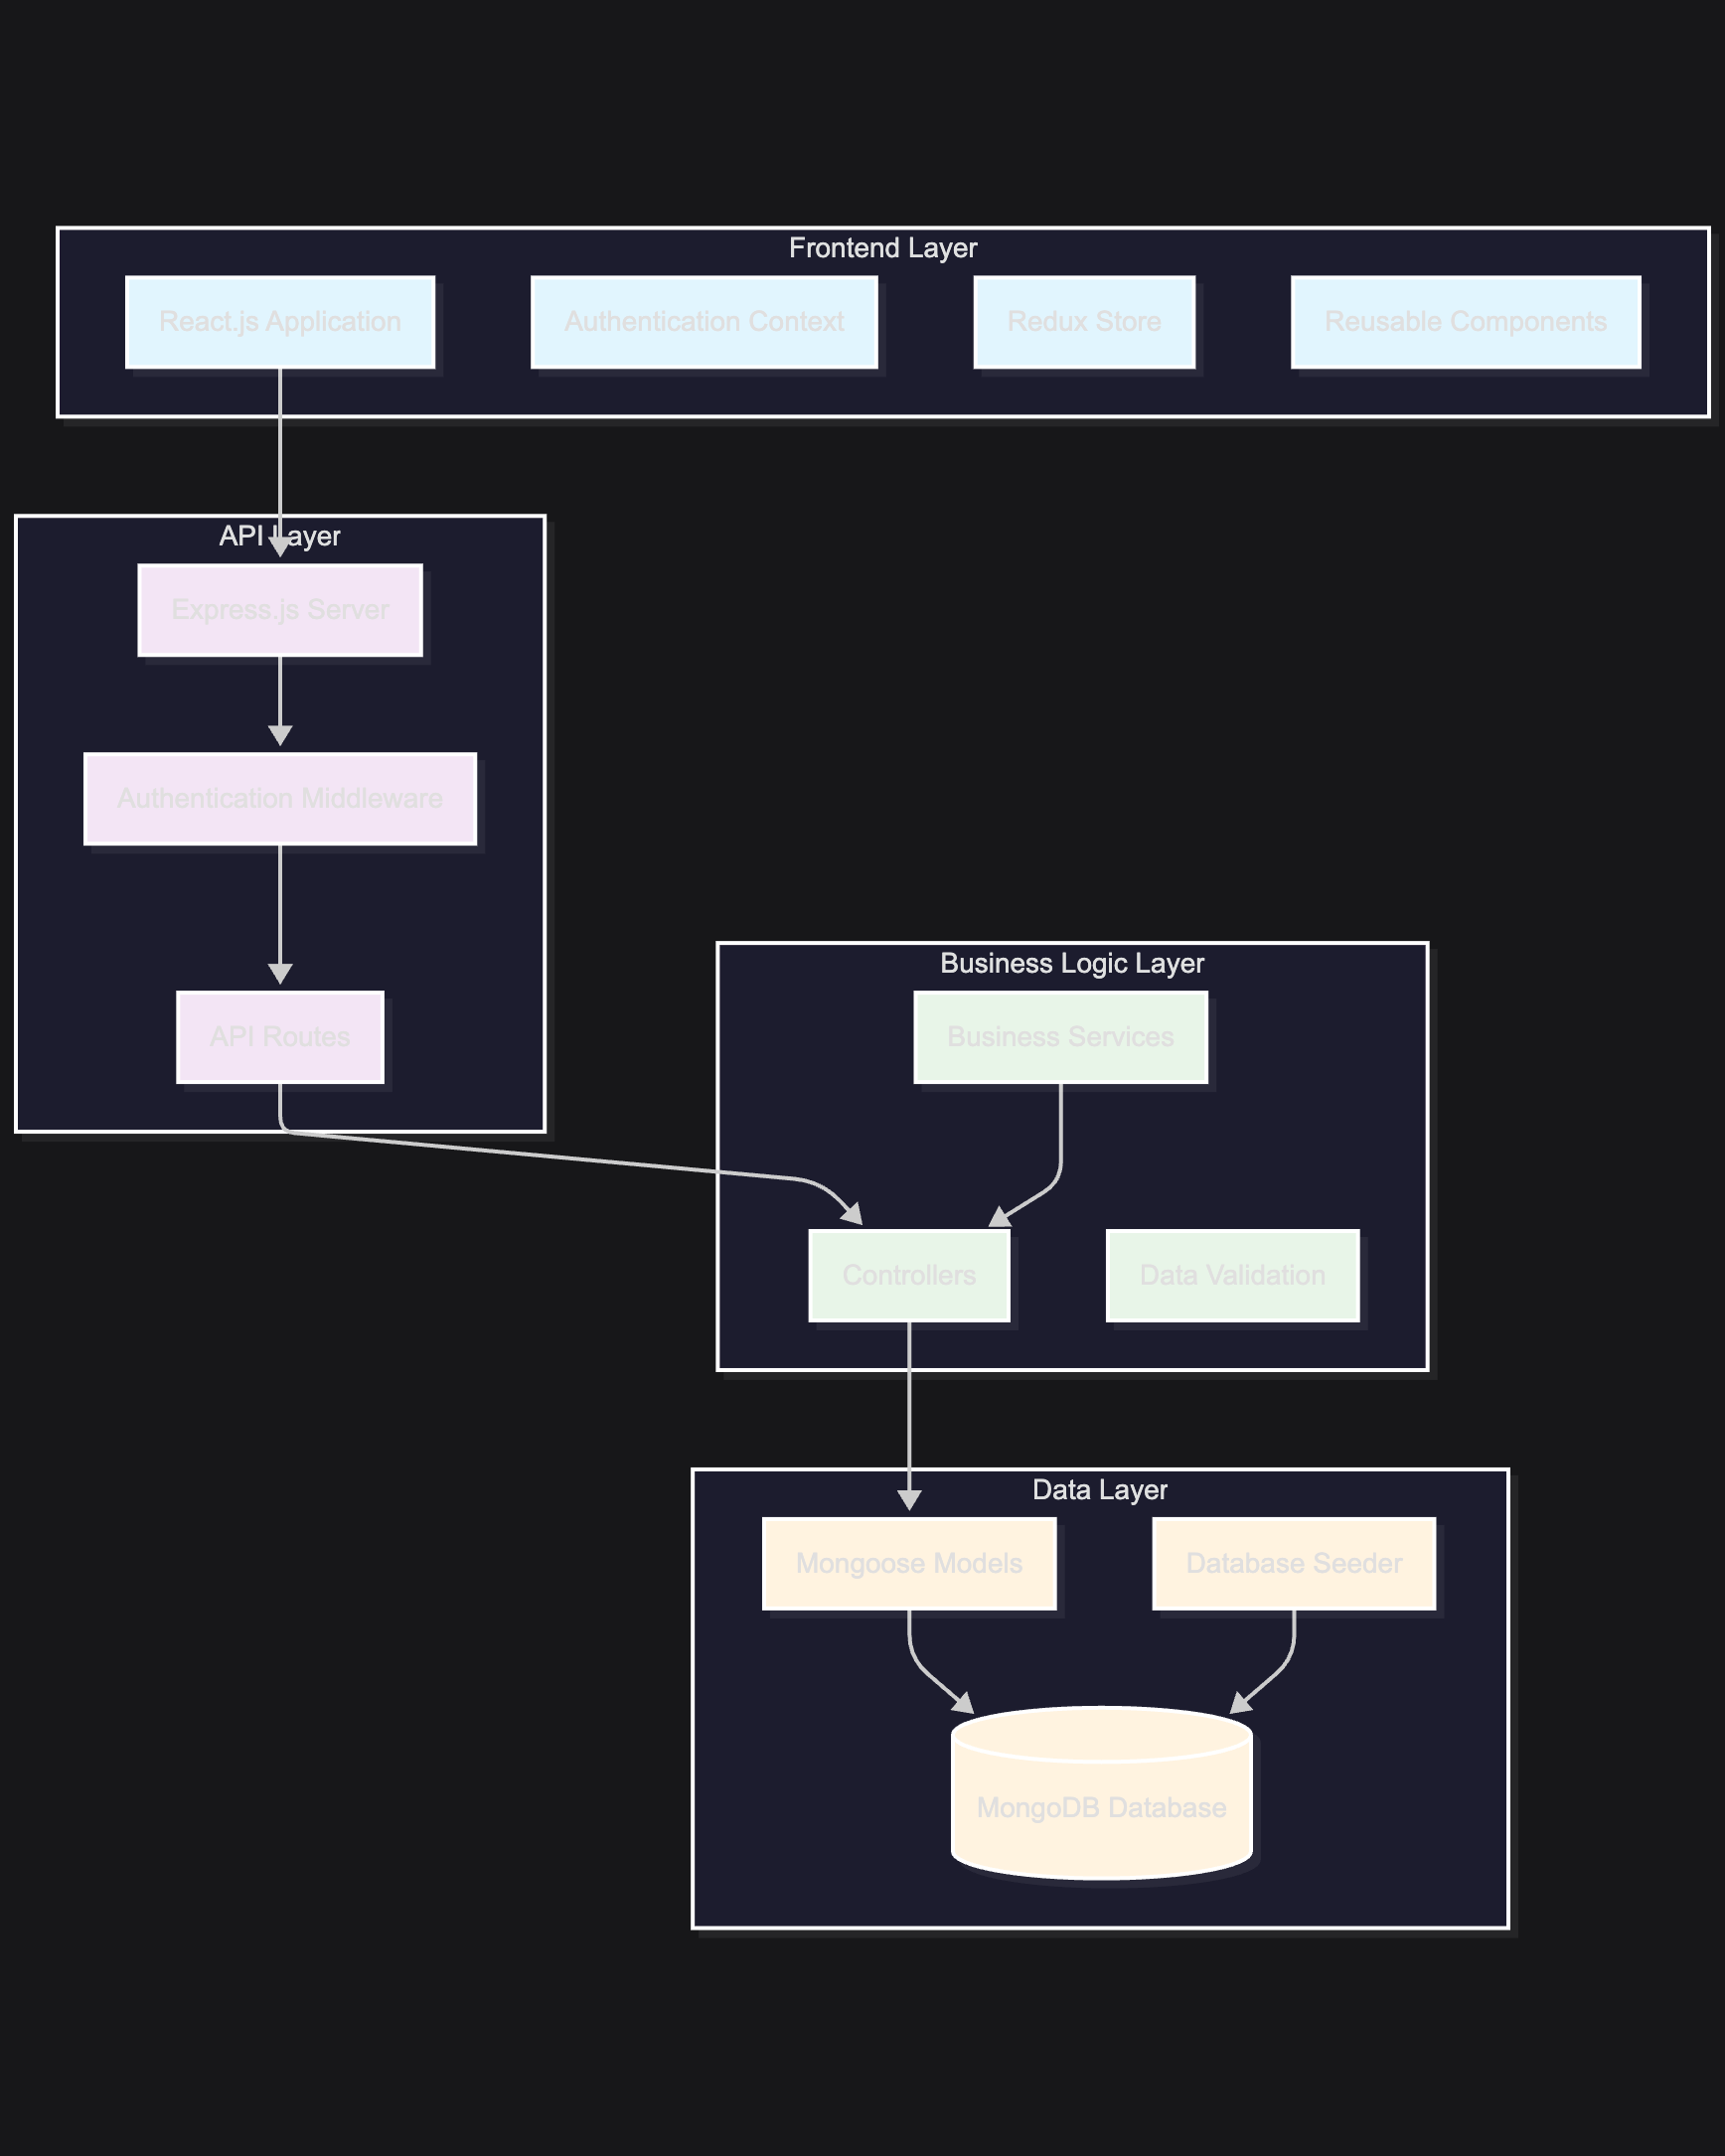 Frontend Layer
React.js Application
Authentication Context
Redux Store
Reusable Components
API Layer
Express.js Server
Authentication Middleware
API Routes
Business Logic Layer
Business Services
Controllers
Data Validation
Data Layer
Mongoose Models
Database Seeder
MongoDB Database